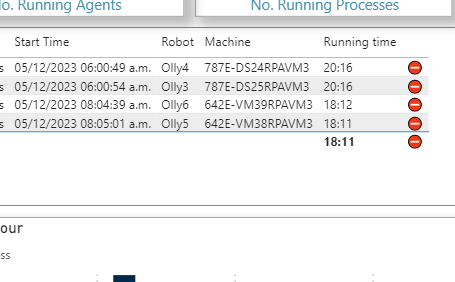 o. Running Agents
No. Running Processes
Start Time Robot Machine Running time
s 05/12/2023 06:00:49 a.m. Olly4 787E-DS24RPAVM3 20:16
s 05/12/2023 06:00:54 a.m. Olly3 787E-DS25RPAVM3 20:16
s 05/12/2023 08:04:39 a.m. Olly6 642E-VM39RPAVM3 18:12
s 05/12/2023 08:05:01 a.m. Olly5 642E-VM38RPAVM3 18:11
18:11
our
ss